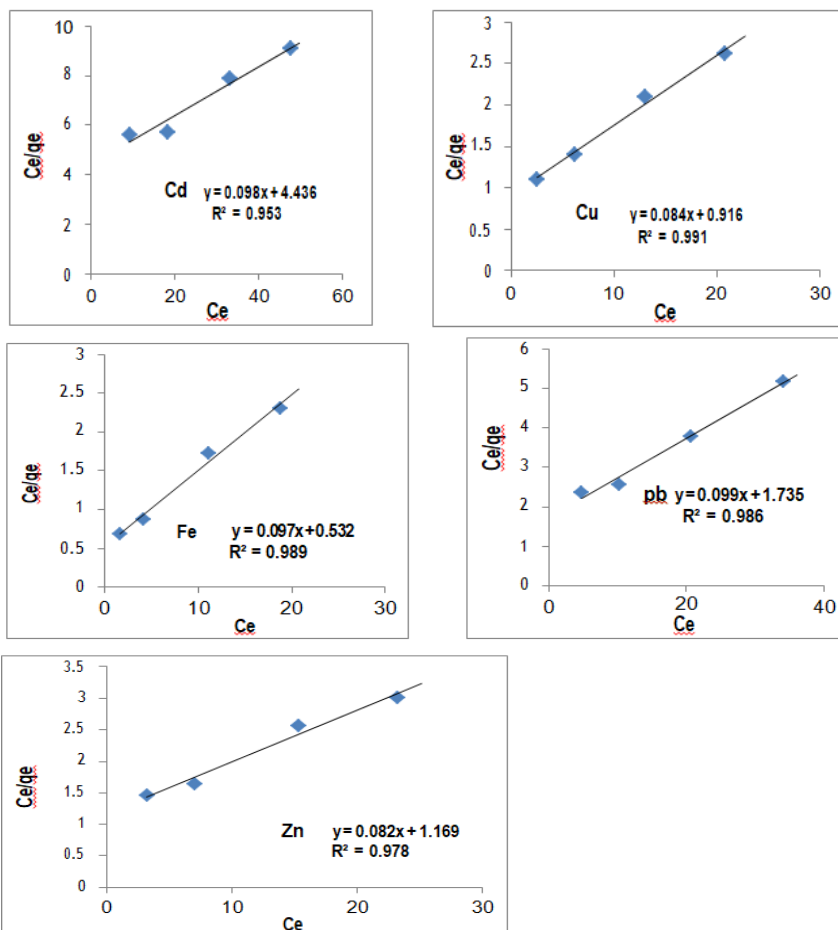 10
8
6
4
2
0
Ce/qe
Cd y = 0.098x + 4.436
R² = 0.953
0 20 40 60
Ce
3
2.5
2
1.5
1
0.5
0
Ce/qe
Cu y = 0.084x + 0.916
R² = 0.991
0 10 20 30
Ce
3
2.5
2
1.5
1
0.5
0
Ce/qe
Fe y = 0.097x + 0.532
R² = 0.989
0 10 20 30
Ce
6
5
4
3
2
1
0
Ce/qe
pb y = 0.099x + 1.735
R² = 0.986
0 20 40
Ce
3.5
3
2.5
2
1.5
1
0.5
0
Ce/qe
Zn y = 0.082x + 1.169
R² = 0.978
0 10 20 30
Ce